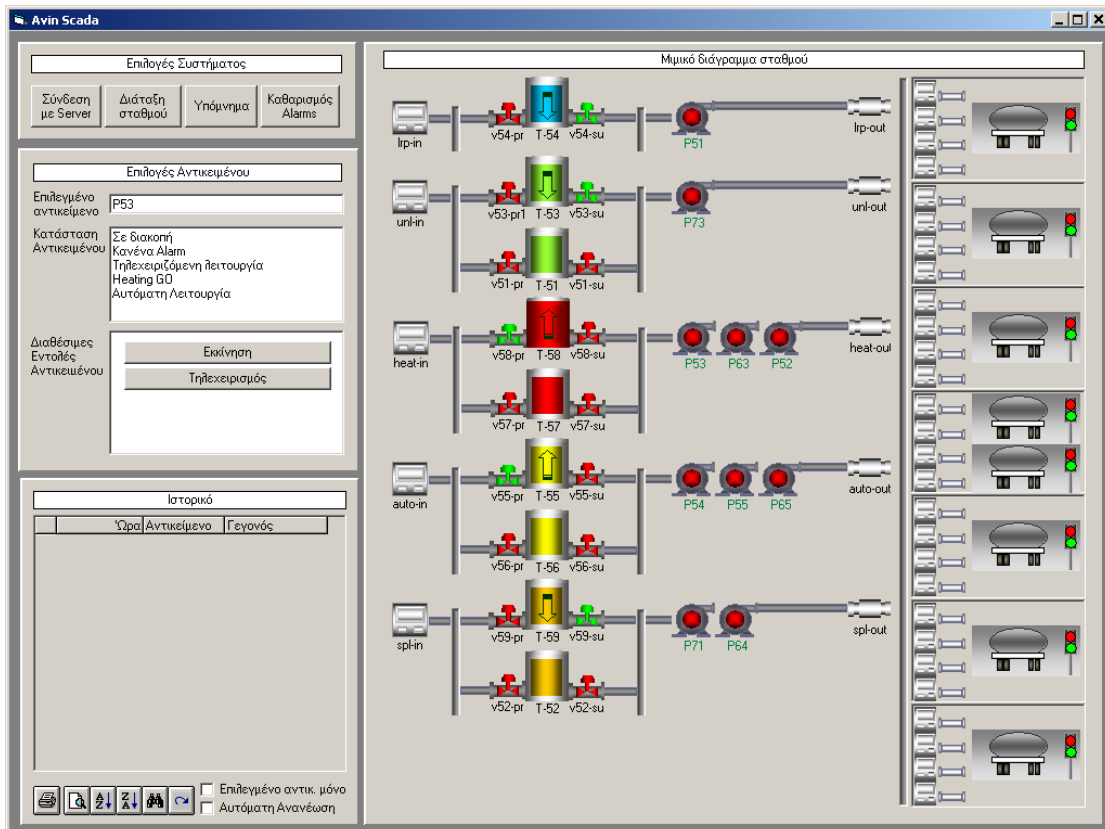 Avin Scada
Επιλογές Συστήματος
Σύνδεση
με Server
Διάταξη
σταθμού
Υπόμνημα
Καθαρισμός
Alarms
Επιλογές Αντικειμένου
Επιλεγμένο
αντικείμενο
P53
Κατάσταση
Αντικειμένου
Σε διακοπή
Κανένα Alarm
Τηλεχειριζόμενη λειτουργία
Heating GO
Αυτόματη Λειτουργία
Διαθέσιμες
Εντολές
Αντικειμένου
Εκκίνηση
Τηλεχειρισμός
Ιστορικό
Ώρα Αντικείμενο Γεγονός
Επιλεγμένο αντικ. μόνο
Αυτόματη Ανανέωση
Μιμικό διάγραμμα σταθμού
lrp-in v54-pr T-54 v54-su P51 lrp-out
unl-in v53-pr1 T-53 v53-su P73 unl-out
v51-pr T-51 v51-su
heat-in v58-pr T-58 v58-su P53 P63 P52 heat-out
v57-pr T-57 v57-su
auto-in v55-pr T-55 v55-su P54 P55 P65 auto-out
v56-pr T-56 v56-su
spl-in v59-pr T-59 v59-su P71 P64 spl-out
v52-pr T-52 v52-su